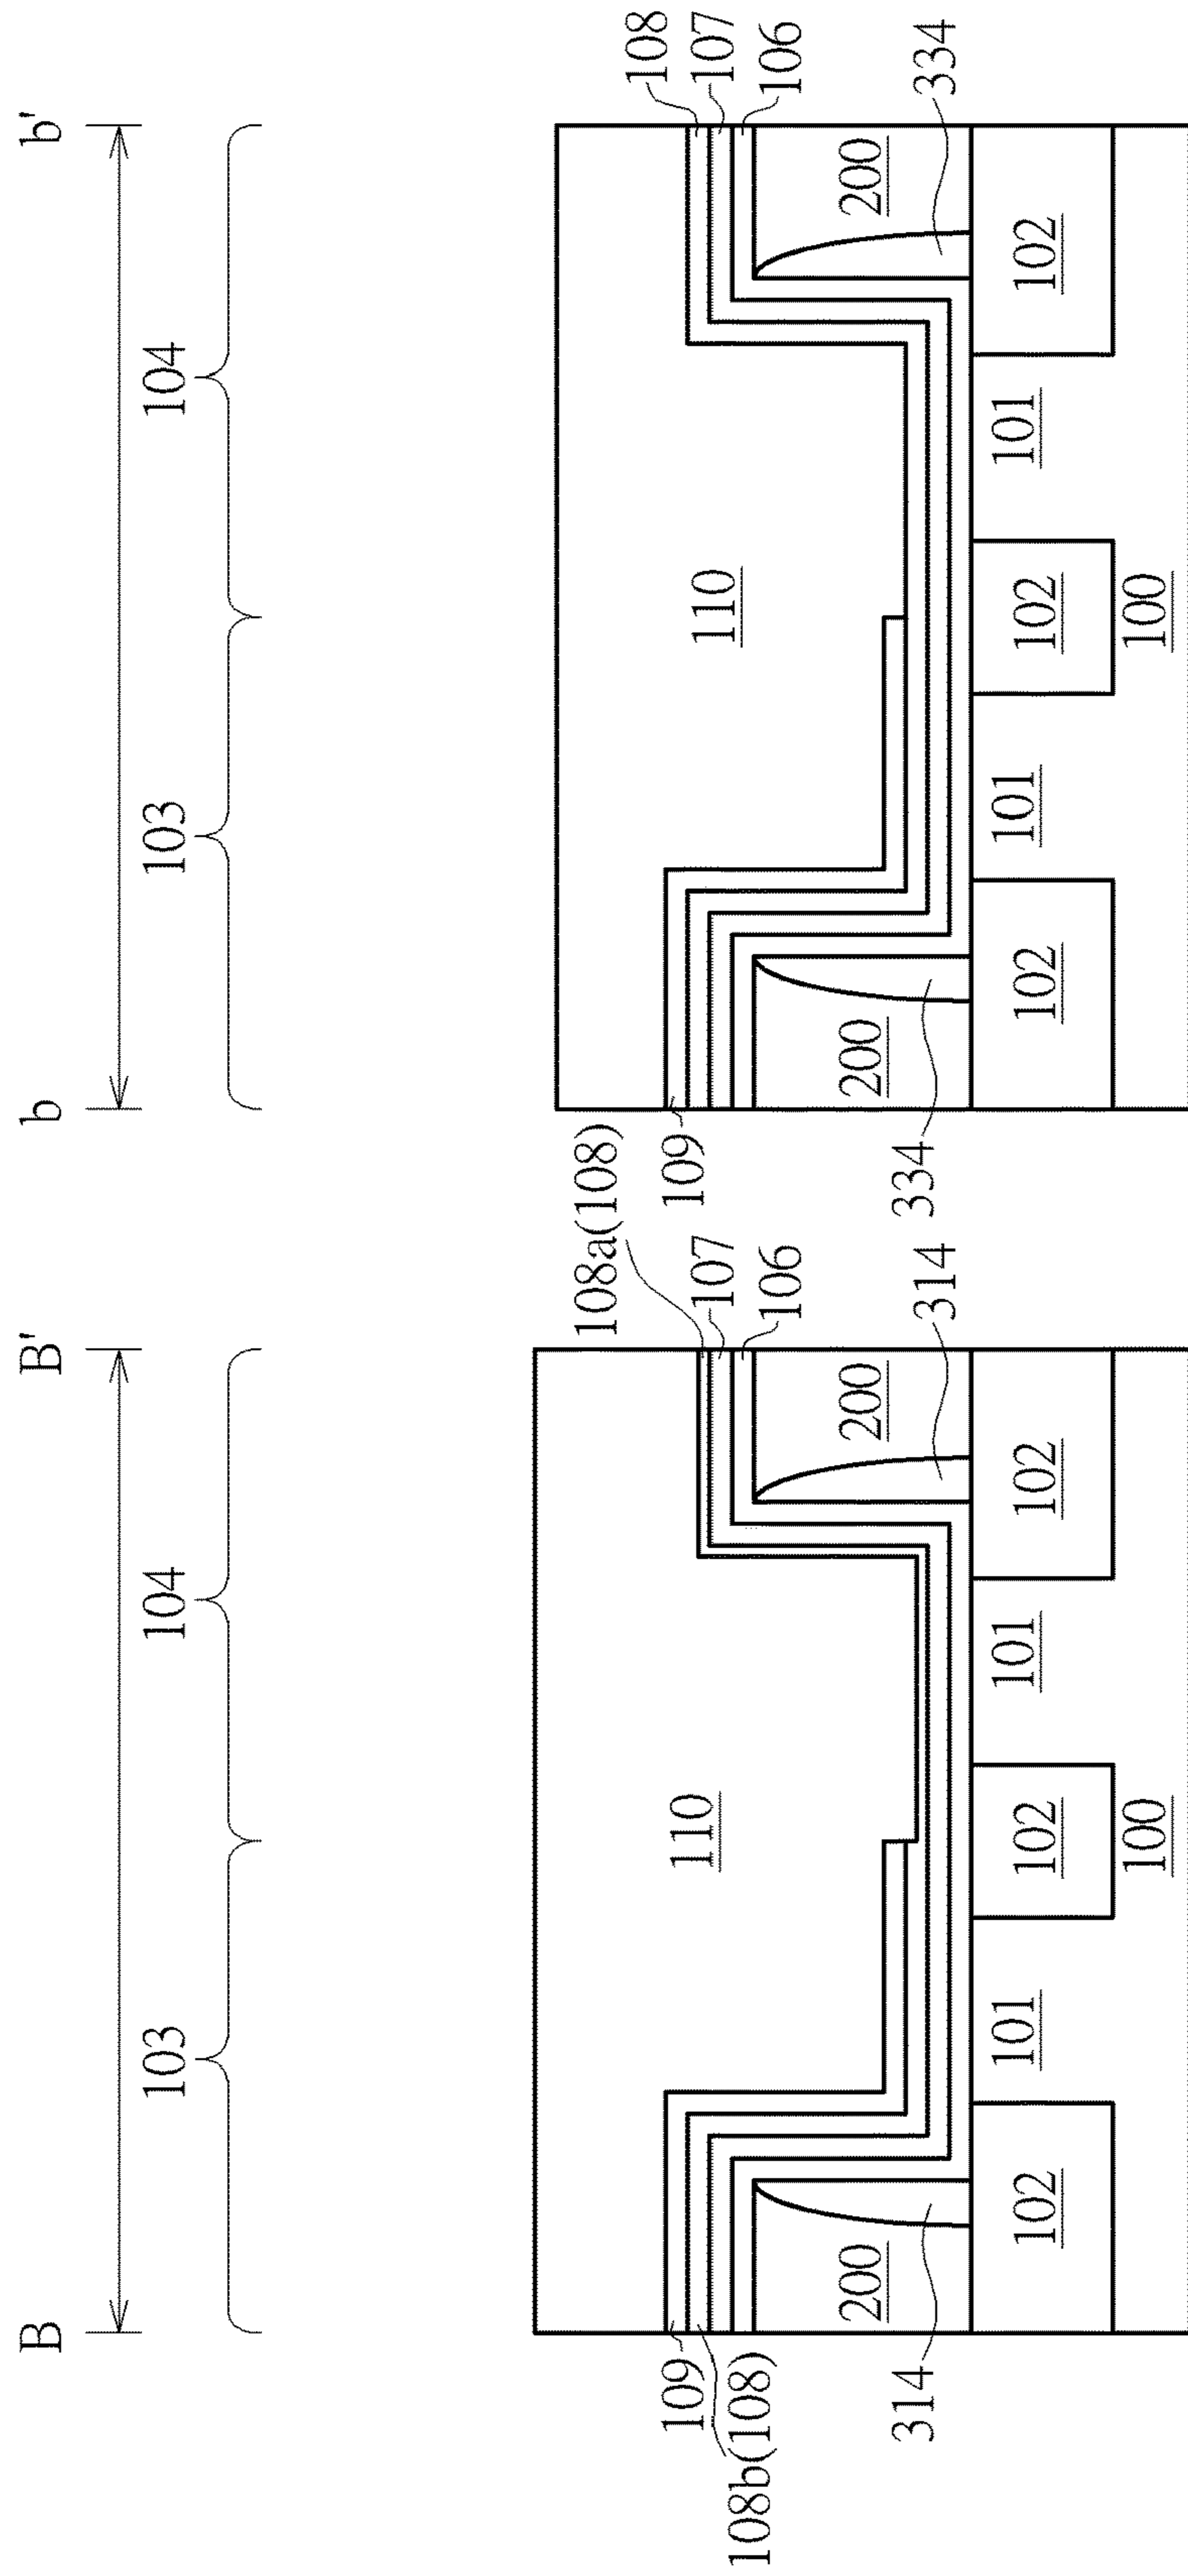 B B' b b'
103 104 103 104
108a(108)
108
109 110 109
107 110 107
108b(108) 106 106
200 200 200 200
314 314 334 334
101 101 101 101
102 102 102 102 102 102
100 100